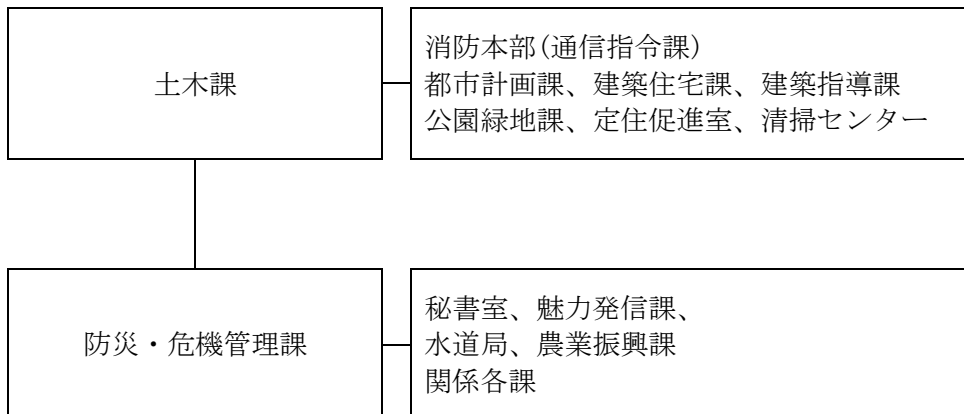 土木課
消防本部(通信指令課)
都市計画課、建築住宅課、建築指導課
公園緑地課、定住促進室、清掃センター
防災・危機管理課
秘書室、魅力発信課、
水道局、農業振興課
関係各課